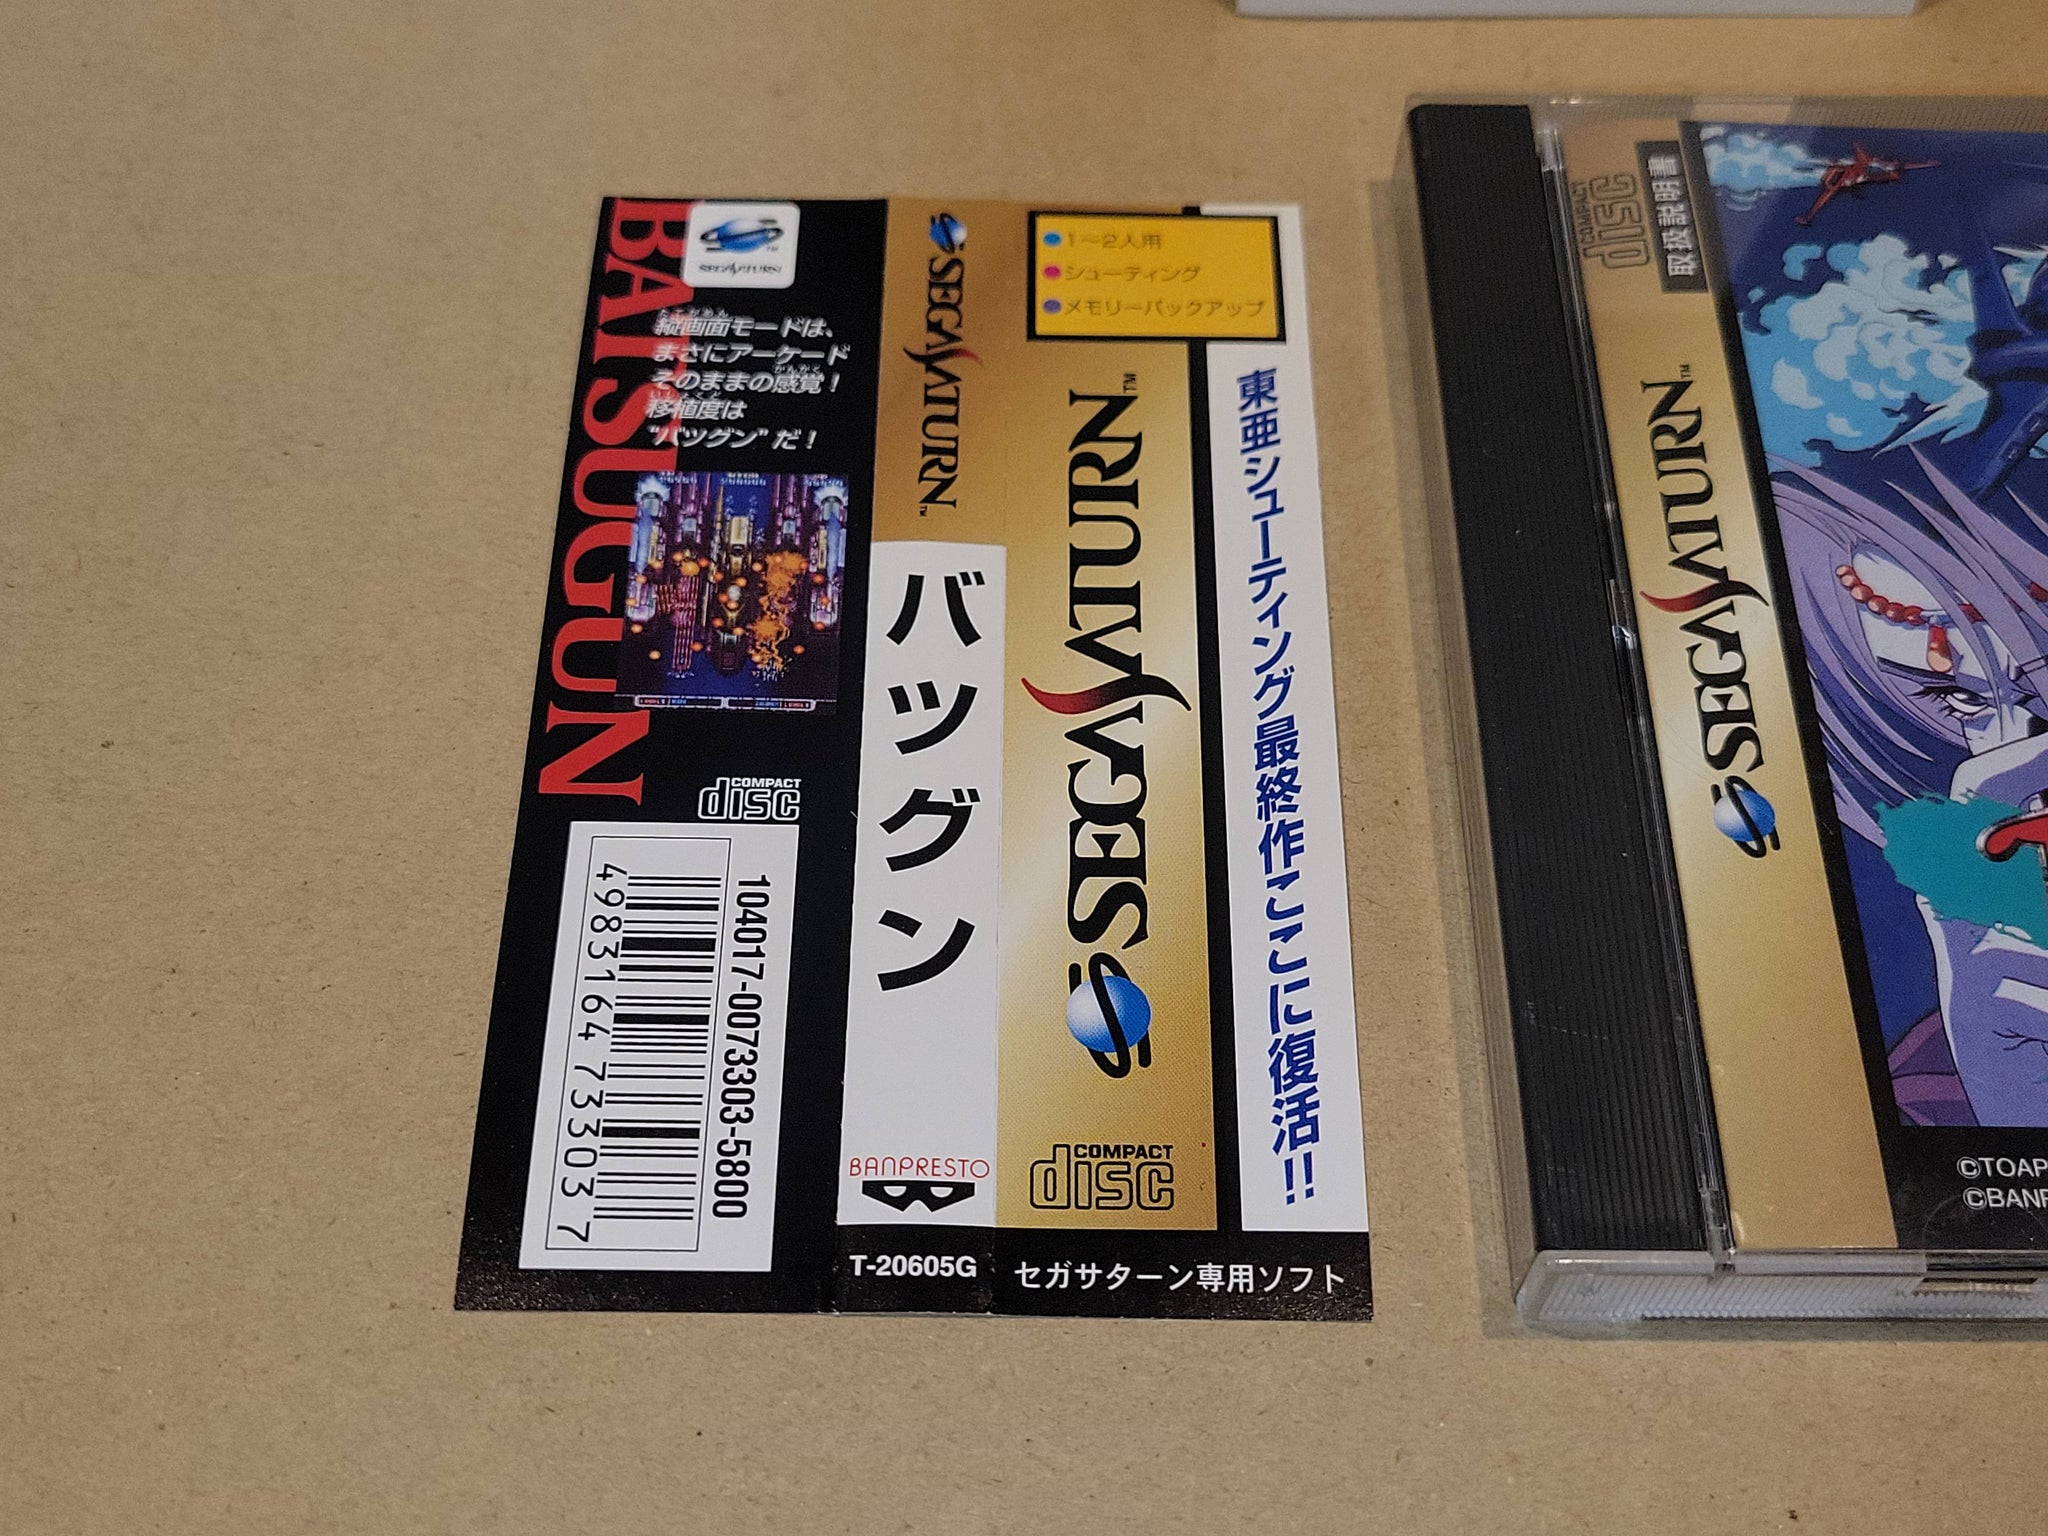 BATSUGUN
SEGA SATURN
縦画面モードは、
まさにアーケード
そのままの感覚！
移植度は
"バツグン"だ！
COMPACT
disc
104017-0073303-5800
4983164733037
SEGA SATURN™
バツグン
BANPRESTO
T-20605G
1〜2人用
シューティング
メモリーバックアップ
SEGA SATURN™
COMPACT
disc
セガサターン専用ソフト
東亜シューティング最終作ここに復活!!
COMPACT
disc
取扱説明書
SEGA SATURN™
©TOAP
©BANP